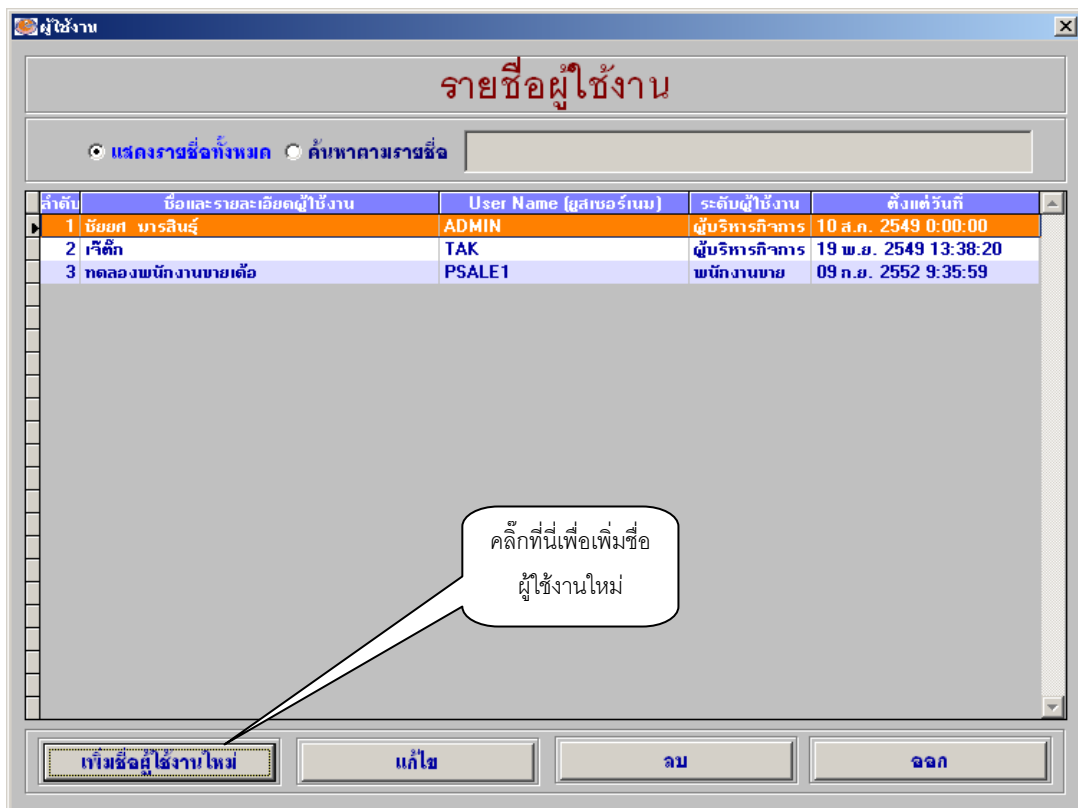 ผู้ใช้งาน
รายชื่อผู้ใช้งาน
แสดงรายชื่อทั้งหมด ค้นหาตามรายชื่อ
ลำดับ ชื่อและรายละเอียดผู้ใช้งาน User Name (ยูสเซอร์เนม) ระดับผู้ใช้งาน ตั้งแต่วันที่
1 ชัยยศ มารสินธุ์ ADMIN ผู้บริหารกิจการ 10 ส.ค. 2549 0:00:00
2 เจ๊ติ๊ก TAK ผู้บริหารกิจการ 19 พ.ย. 2549 13:38:20
3 ทดลองพนักงานขายเด้อ PSALE1 พนักงานขาย 09 ก.ย. 2552 9:35:59
คลิ๊กที่นี่เพื่อเพิ่มชื่อ
ผู้ใช้งานใหม่
เพิ่มชื่อผู้ใช้งานใหม่ แก้ไข ลบ ออก